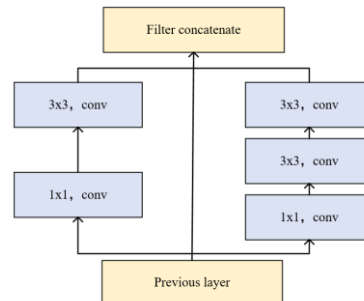 Filter concatenate
3x3, conv
3x3, conv
3x3, conv
1x1, conv
1x1, conv
Previous layer